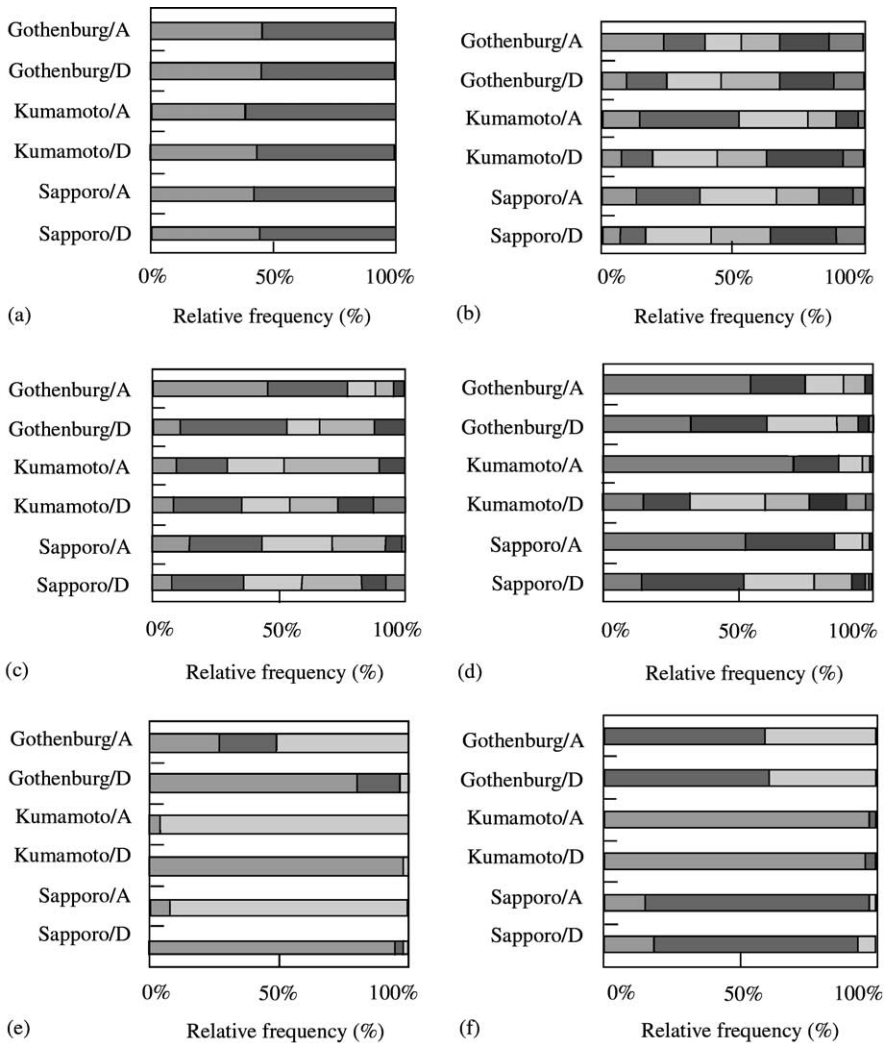 Gothenburg/A
Gothenburg/D
Kumamoto/A
Kumamoto/D
Sapporo/A
Sapporo/D
0% 50% 100%
(a) Relative frequency (%)
Gothenburg/A
Gothenburg/D
Kumamoto/A
Kumamoto/D
Sapporo/A
Sapporo/D
0% 50% 100%
(b) Relative frequency (%)
Gothenburg/A
Gothenburg/D
Kumamoto/A
Kumamoto/D
Sapporo/A
Sapporo/D
0% 50% 100%
(c) Relative frequency (%)
Gothenburg/A
Gothenburg/D
Kumamoto/A
Kumamoto/D
Sapporo/A
Sapporo/D
0% 50% 100%
(d) Relative frequency (%)
Gothenburg/A
Gothenburg/D
Kumamoto/A
Kumamoto/D
Sapporo/A
Sapporo/D
0% 50% 100%
(e) Relative frequency (%)
Gothenburg/A
Gothenburg/D
Kumamoto/A
Kumamoto/D
Sapporo/A
Sapporo/D
0% 50% 100%
(f) Relative frequency (%)